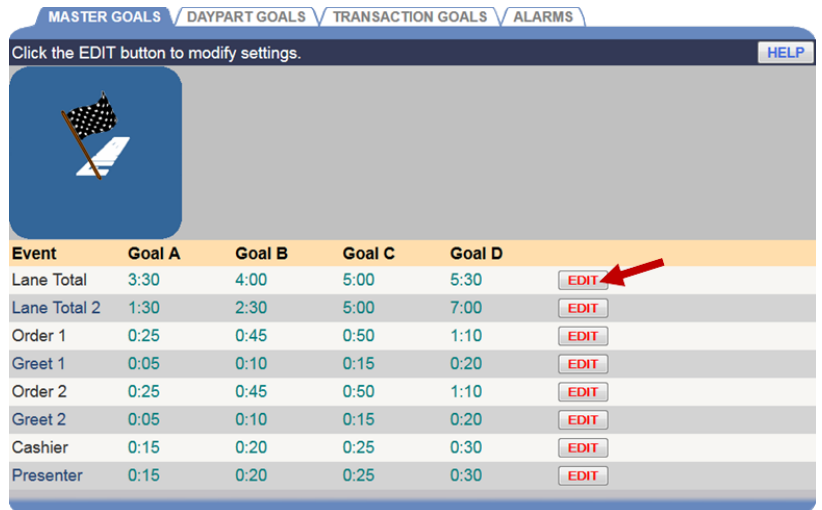 MASTER GOALS DAYPART GOALS TRANSACTION GOALS ALARMS
Click the EDIT button to modify settings. HELP
Event Goal A Goal B Goal C Goal D
Lane Total 3:30 4:00 5:00 5:30 EDIT
Lane Total 2 1:30 2:30 5:00 7:00 EDIT
Order 1 0:25 0:45 0:50 1:10 EDIT
Greet 1 0:05 0:10 0:15 0:20 EDIT
Order 2 0:25 0:45 0:50 1:10 EDIT
Greet 2 0:05 0:10 0:15 0:20 EDIT
Cashier 0:15 0:20 0:25 0:30 EDIT
Presenter 0:15 0:20 0:25 0:30 EDIT